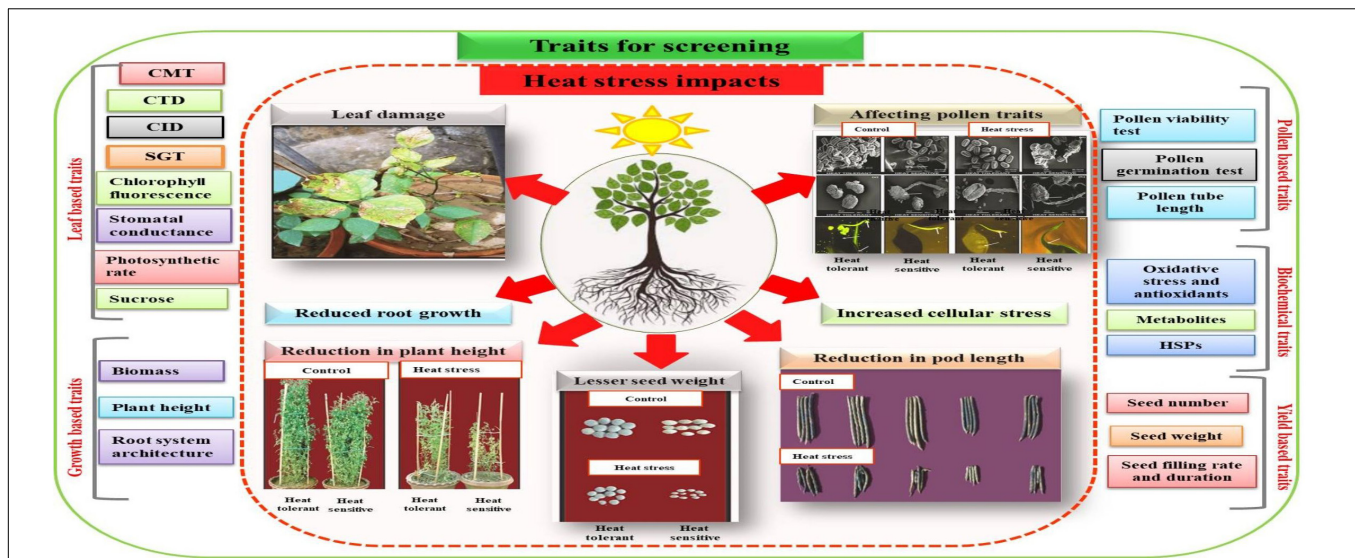 Traits for screening
Heat stress impacts
Leaf based traits
CMT
CTD
CID
SGT
Chlorophyll
fluorescence
Stomatal
conductance
Photosynthetic
rate
Sucrose
Growth based traits
Biomass
Plant height
Root system
architecture
Leaf damage
Reduced root growth
Reduction in plant height
Control
Heat stress
Heat
tolerant
Heat
sensitive
Heat
tolerant
Heat
sensitive
Lesser seed weight
Control
Heat stress
Heat
tolerant
Heat
sensitive
Affecting pollen traits
Control
Heat stress
Heat
tolerant
Heat
sensitive
Heat
tolerant
Heat
sensitive
Increased cellular stress
Reduction in pod length
Control
Heat stress
Pollen based traits
Pollen viability
test
Pollen
germination test
Pollen tube
length
Biochemical traits
Oxidative
stress and
antioxidants
Metabolites
HSPs
Yield based traits
Seed number
Seed weight
Seed filling rate
and duration